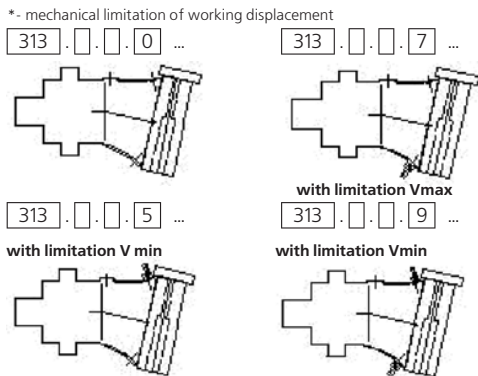 *- mechanical limitation of working displacement
313 . . . 0 ...
313 . . . 7 ...
with limitation Vmax
313 . . . 5 ...
313 . . . 9 ...
with limitation V min
with limitation Vmin